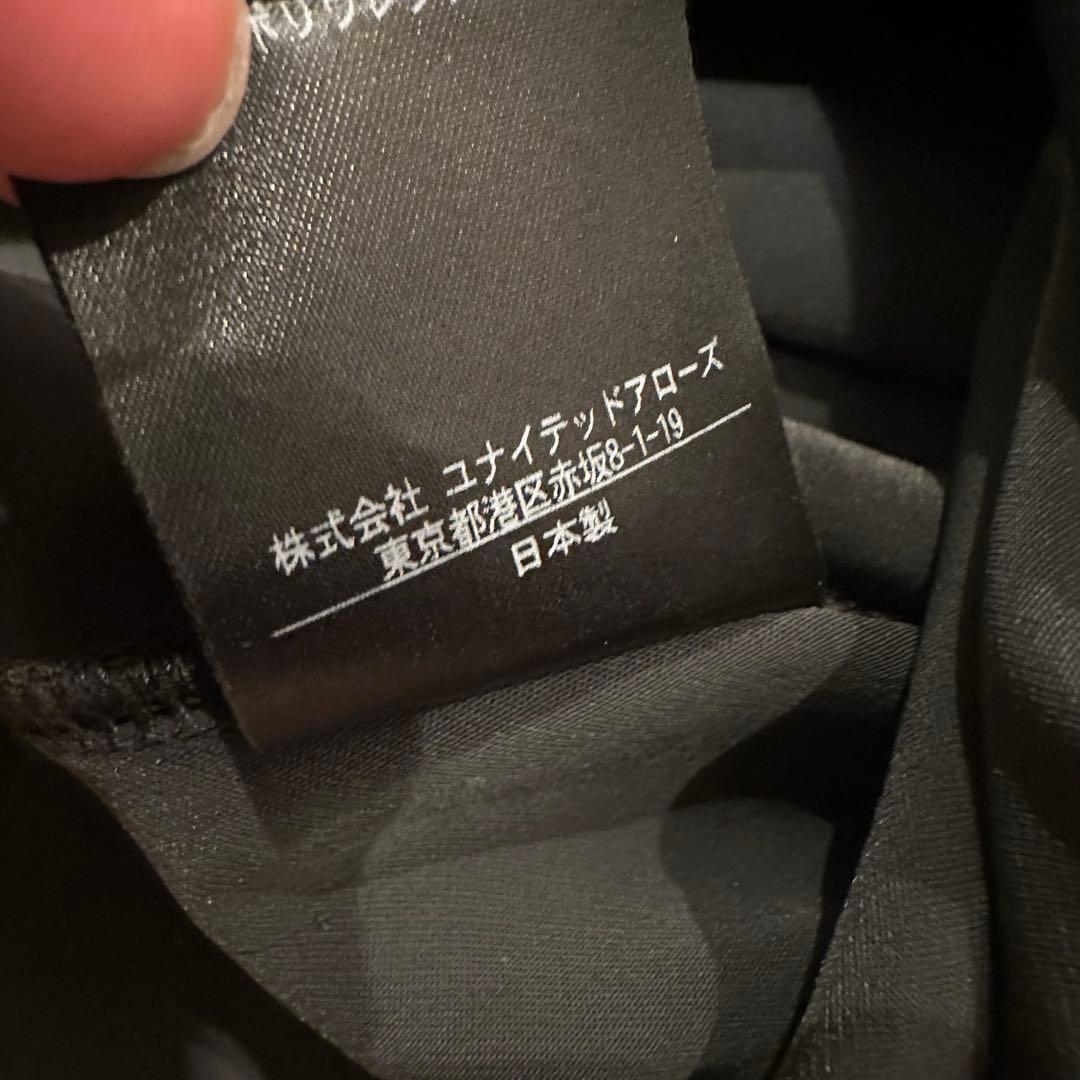 株式会社 ユナイテッドアローズ
東京都港区赤坂8-1-19
日本製